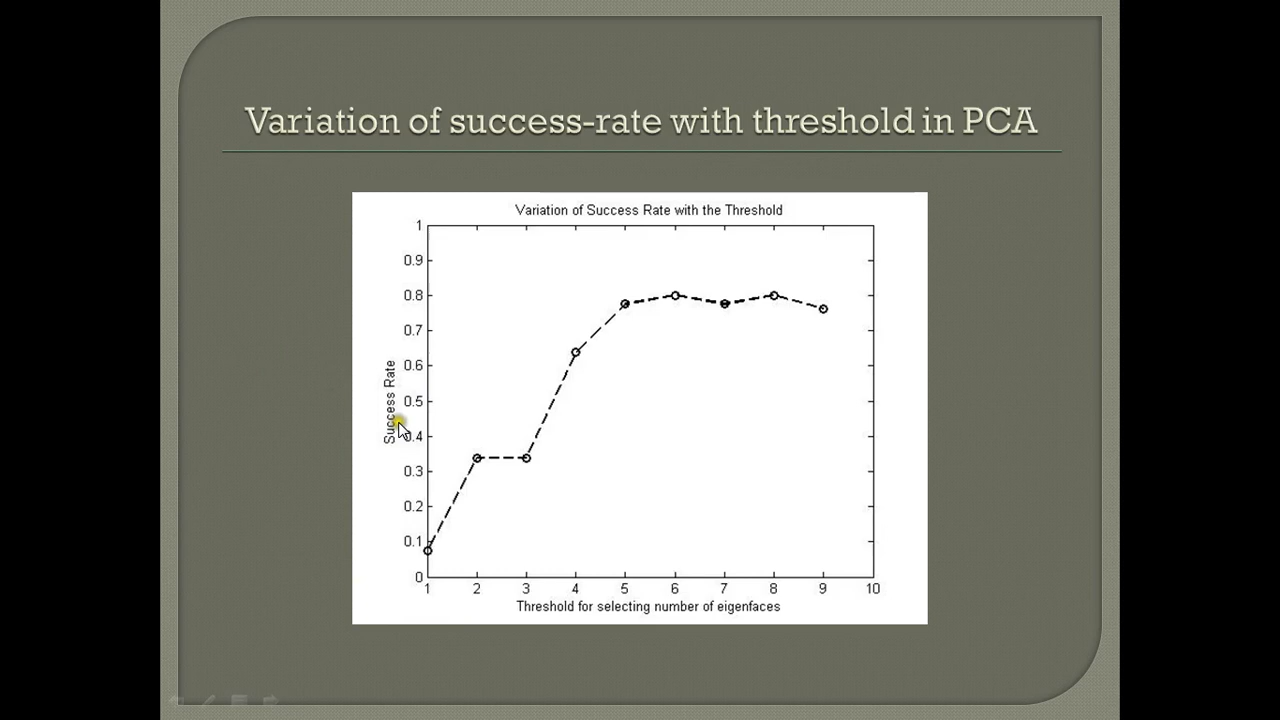 Variation of success-rate with threshold in PCA
Variation of Success Rate with the Threshold
1
0.9
0.8
0.7
0.6
0.5
0.4
0.3
0.2
0.1
0
Success Rate
1 2 3 4 5 6 7 8 9 10
Threshold for selecting number of eigenfaces